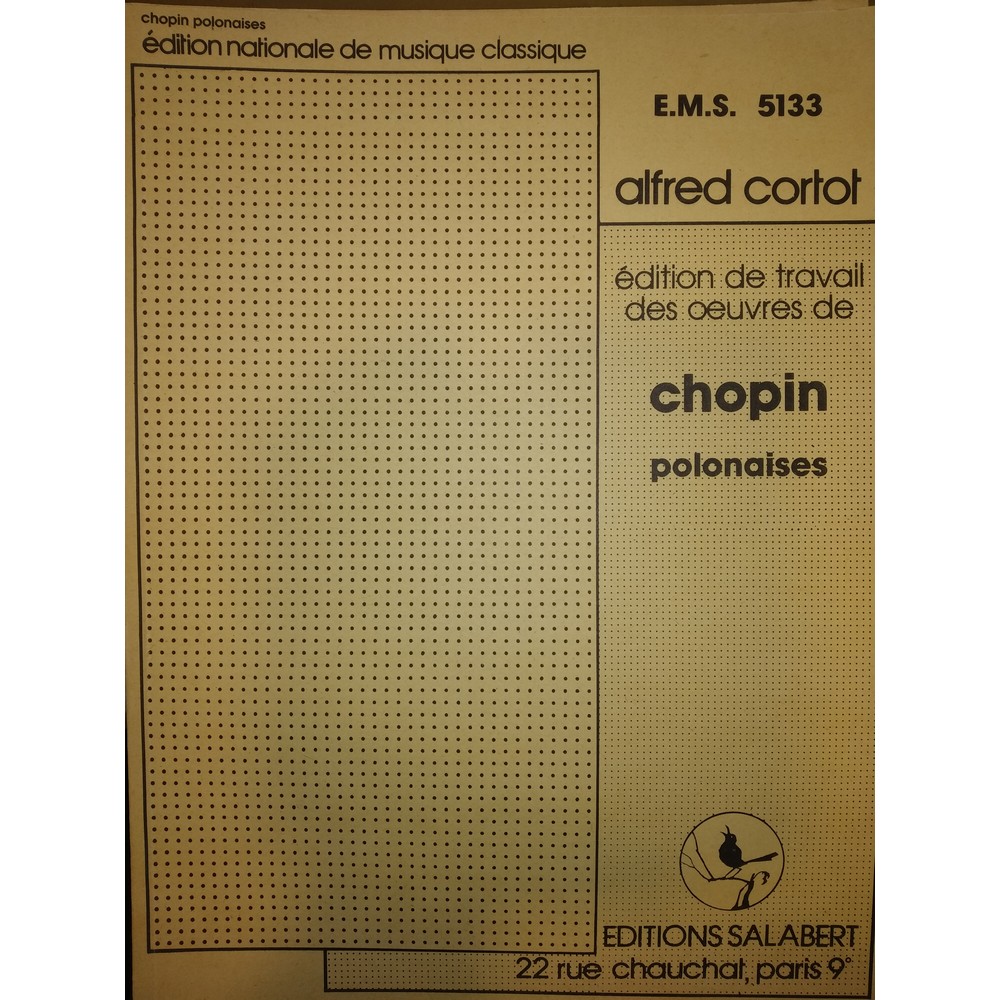 chopin polonaises
édition nationale de musique classique
E.M.S. 5133
alfred cortot
édition de travail
des oeuvres de
chopin
polonaises
EDITIONS SALABERT
22 rue chauchat, paris 9°